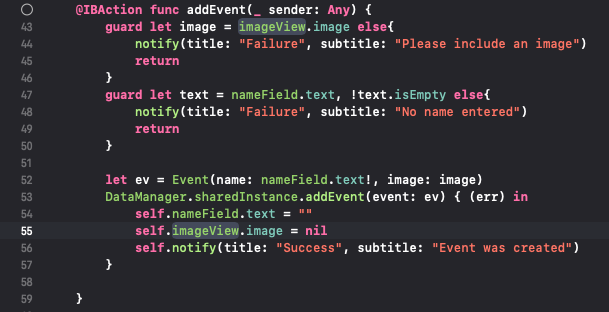 @IBAction func addEvent(_ sender: Any) {
43 guard let image = imageView.image else{
44 notify(title: "Failure", subtitle: "Please include an image")
45 return
46 }
47 guard let text = nameField.text, !text.isEmpty else{
48 notify(title: "Failure", subtitle: "No name entered")
49 return
50 }
51
52 let ev = Event(name: nameField.text!, image: image)
53 DataManager.sharedInstance.addEvent(event: ev) { (err) in
54 self.nameField.text = ""
55 self.imageView.image = nil
56 self.notify(title: "Success", subtitle: "Event was created")
57 }
58
59 }